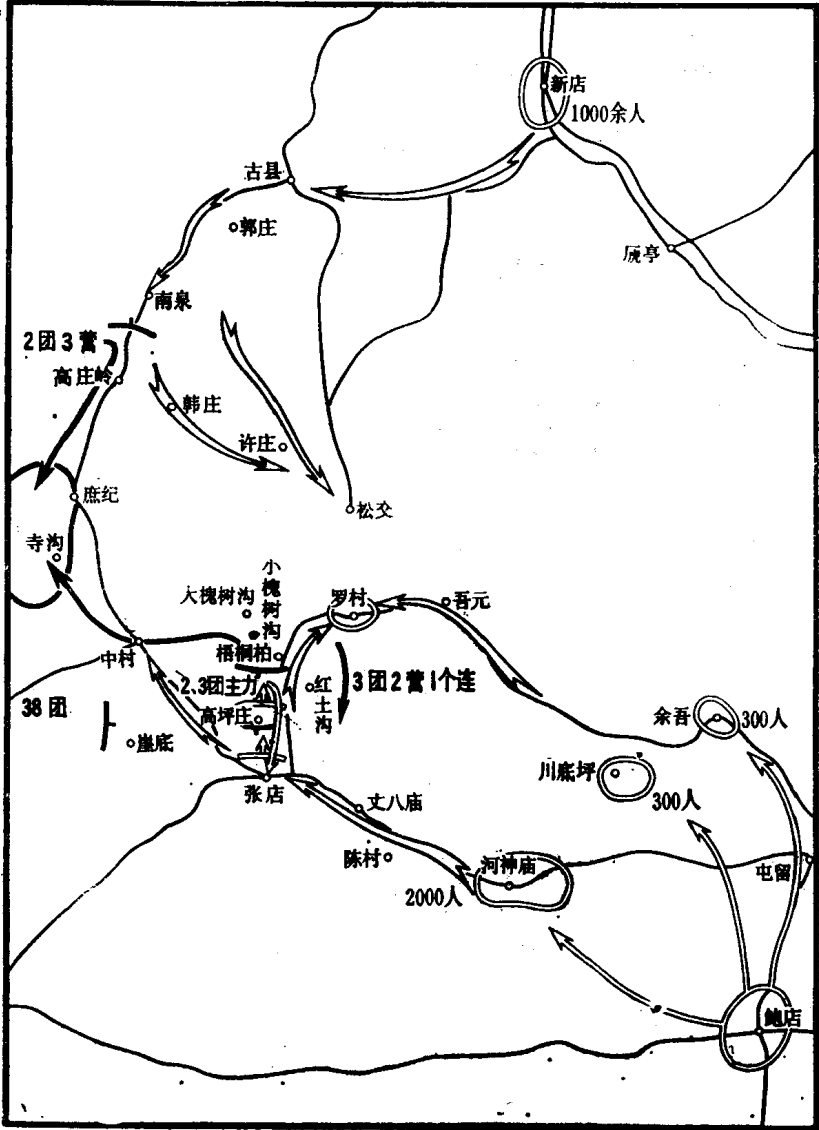 新店
1000余人
古县
郭庄
虒亭
南泉
2团3营
高庄岭
韩庄
许庄
庶纪
松交
寺沟
小槐树沟
大槐树沟
罗村
吾元
梧桐柏
中村
2、3团主力
红土沟
3团2营1个连
38团
高坪庄
余吾
300人
崖底
川底坪
300人
张店
丈八庙
陈村
河神庙
屯留
2000人
鲍店